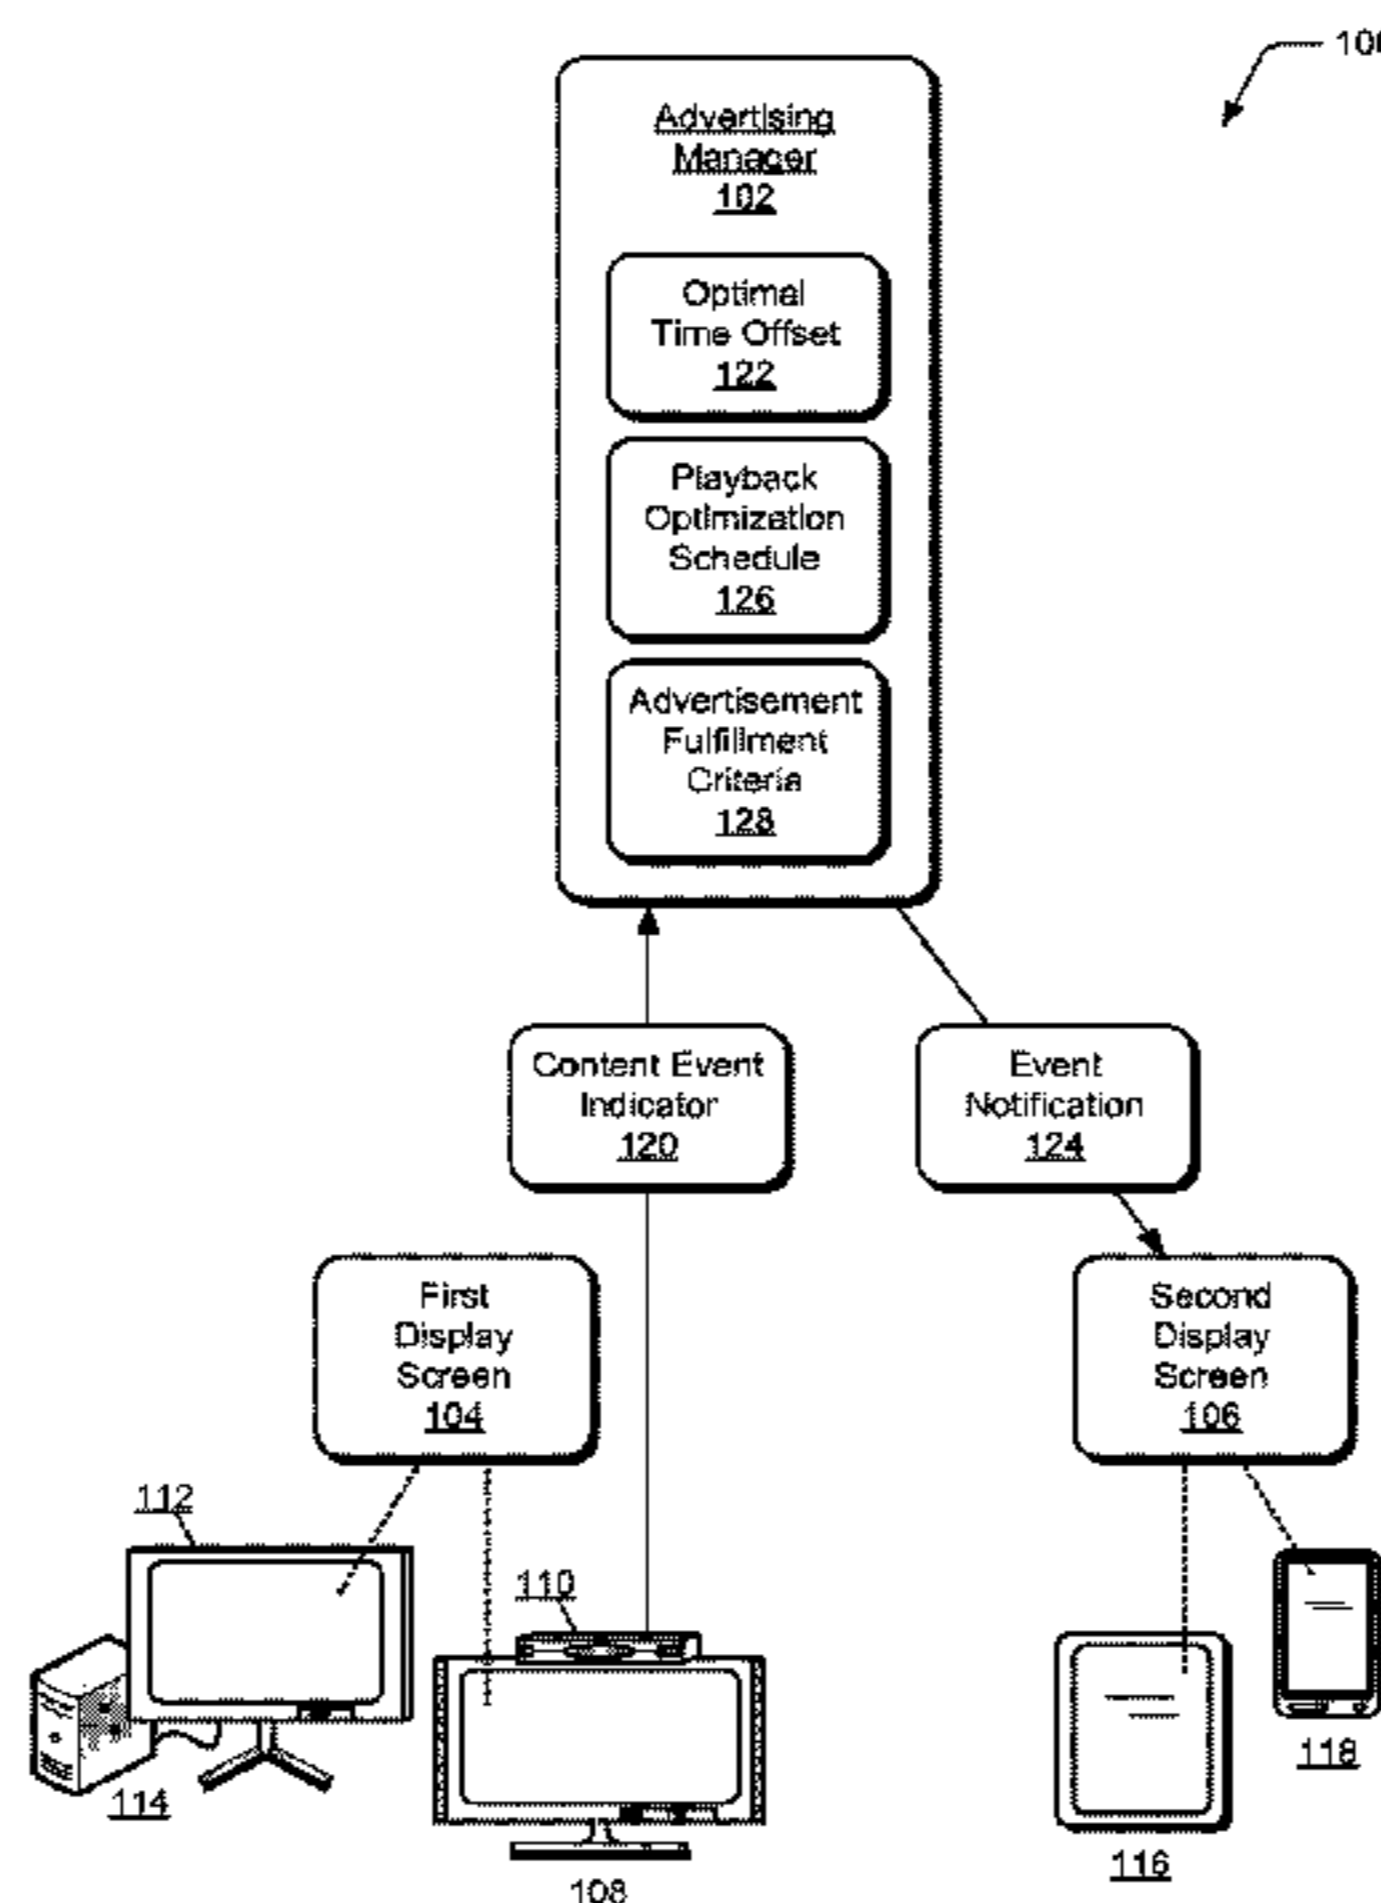 100
Advertising
Manager
102
Optimal
Time Offset
122
Playback
Optimization
Schedule
126
Advertisement
Fulfillment
Criteria
128
Content Event
Indicator
120
Event
Notification
124
First
Display
Screen
104
Second
Display
Screen
106
112
110
114
108
116
118